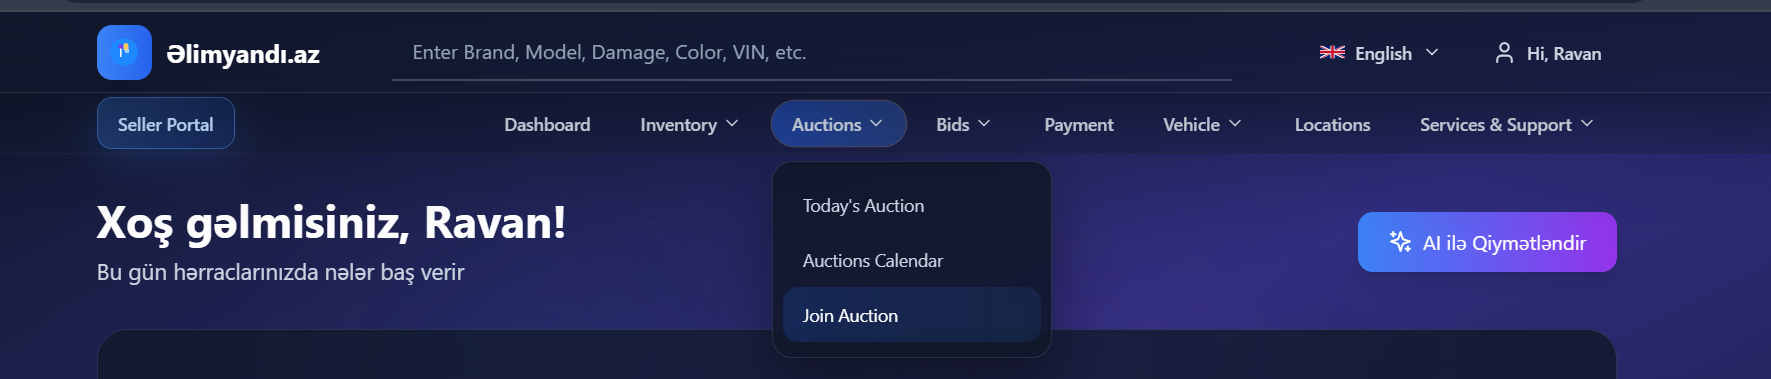 Əlimyandı.az
Enter Brand, Model, Damage, Color, VIN, etc.
English
Hi, Ravan
Seller Portal
Dashboard
Inventory
Auctions
Bids
Payment
Vehicle
Locations
Services & Support
Today's Auction
Auctions Calendar
Join Auction
Xoş gəlmisiniz, Ravan!
Bu gün hərraclarınızda nələr baş verir
AI ilə Qiymətləndir